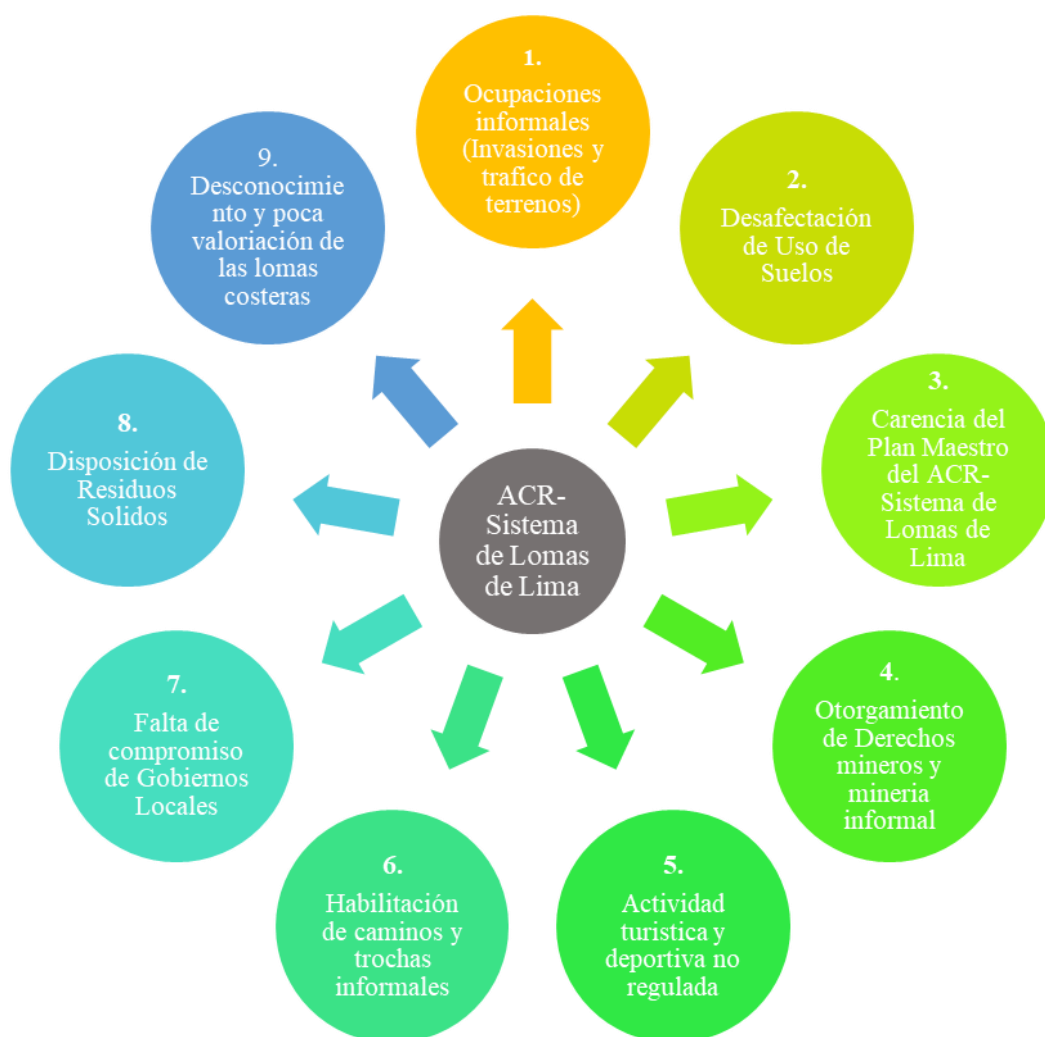 1.
Ocupaciones
informales
(Invasiones y
trafico de
terrenos)
2.
Desafectación
de Uso de
Suelos
3.
Carencia del
Plan Maestro
del ACR-
Sistema de
Lomas de
Lima
4.
Otorgamiento
de Derechos
mineros y
mineria
informal
5.
Actividad
turistica y
deportiva no
regulada
6.
Habilitación
de caminos y
trochas
informales
7.
Falta de
compromiso
de Gobiernos
Locales
8.
Disposición de
Residuos
Solidos
9.
Desconocimie
nto y poca
valoriación de
las lomas
costeras
ACR-
Sistema
de Lomas
de Lima